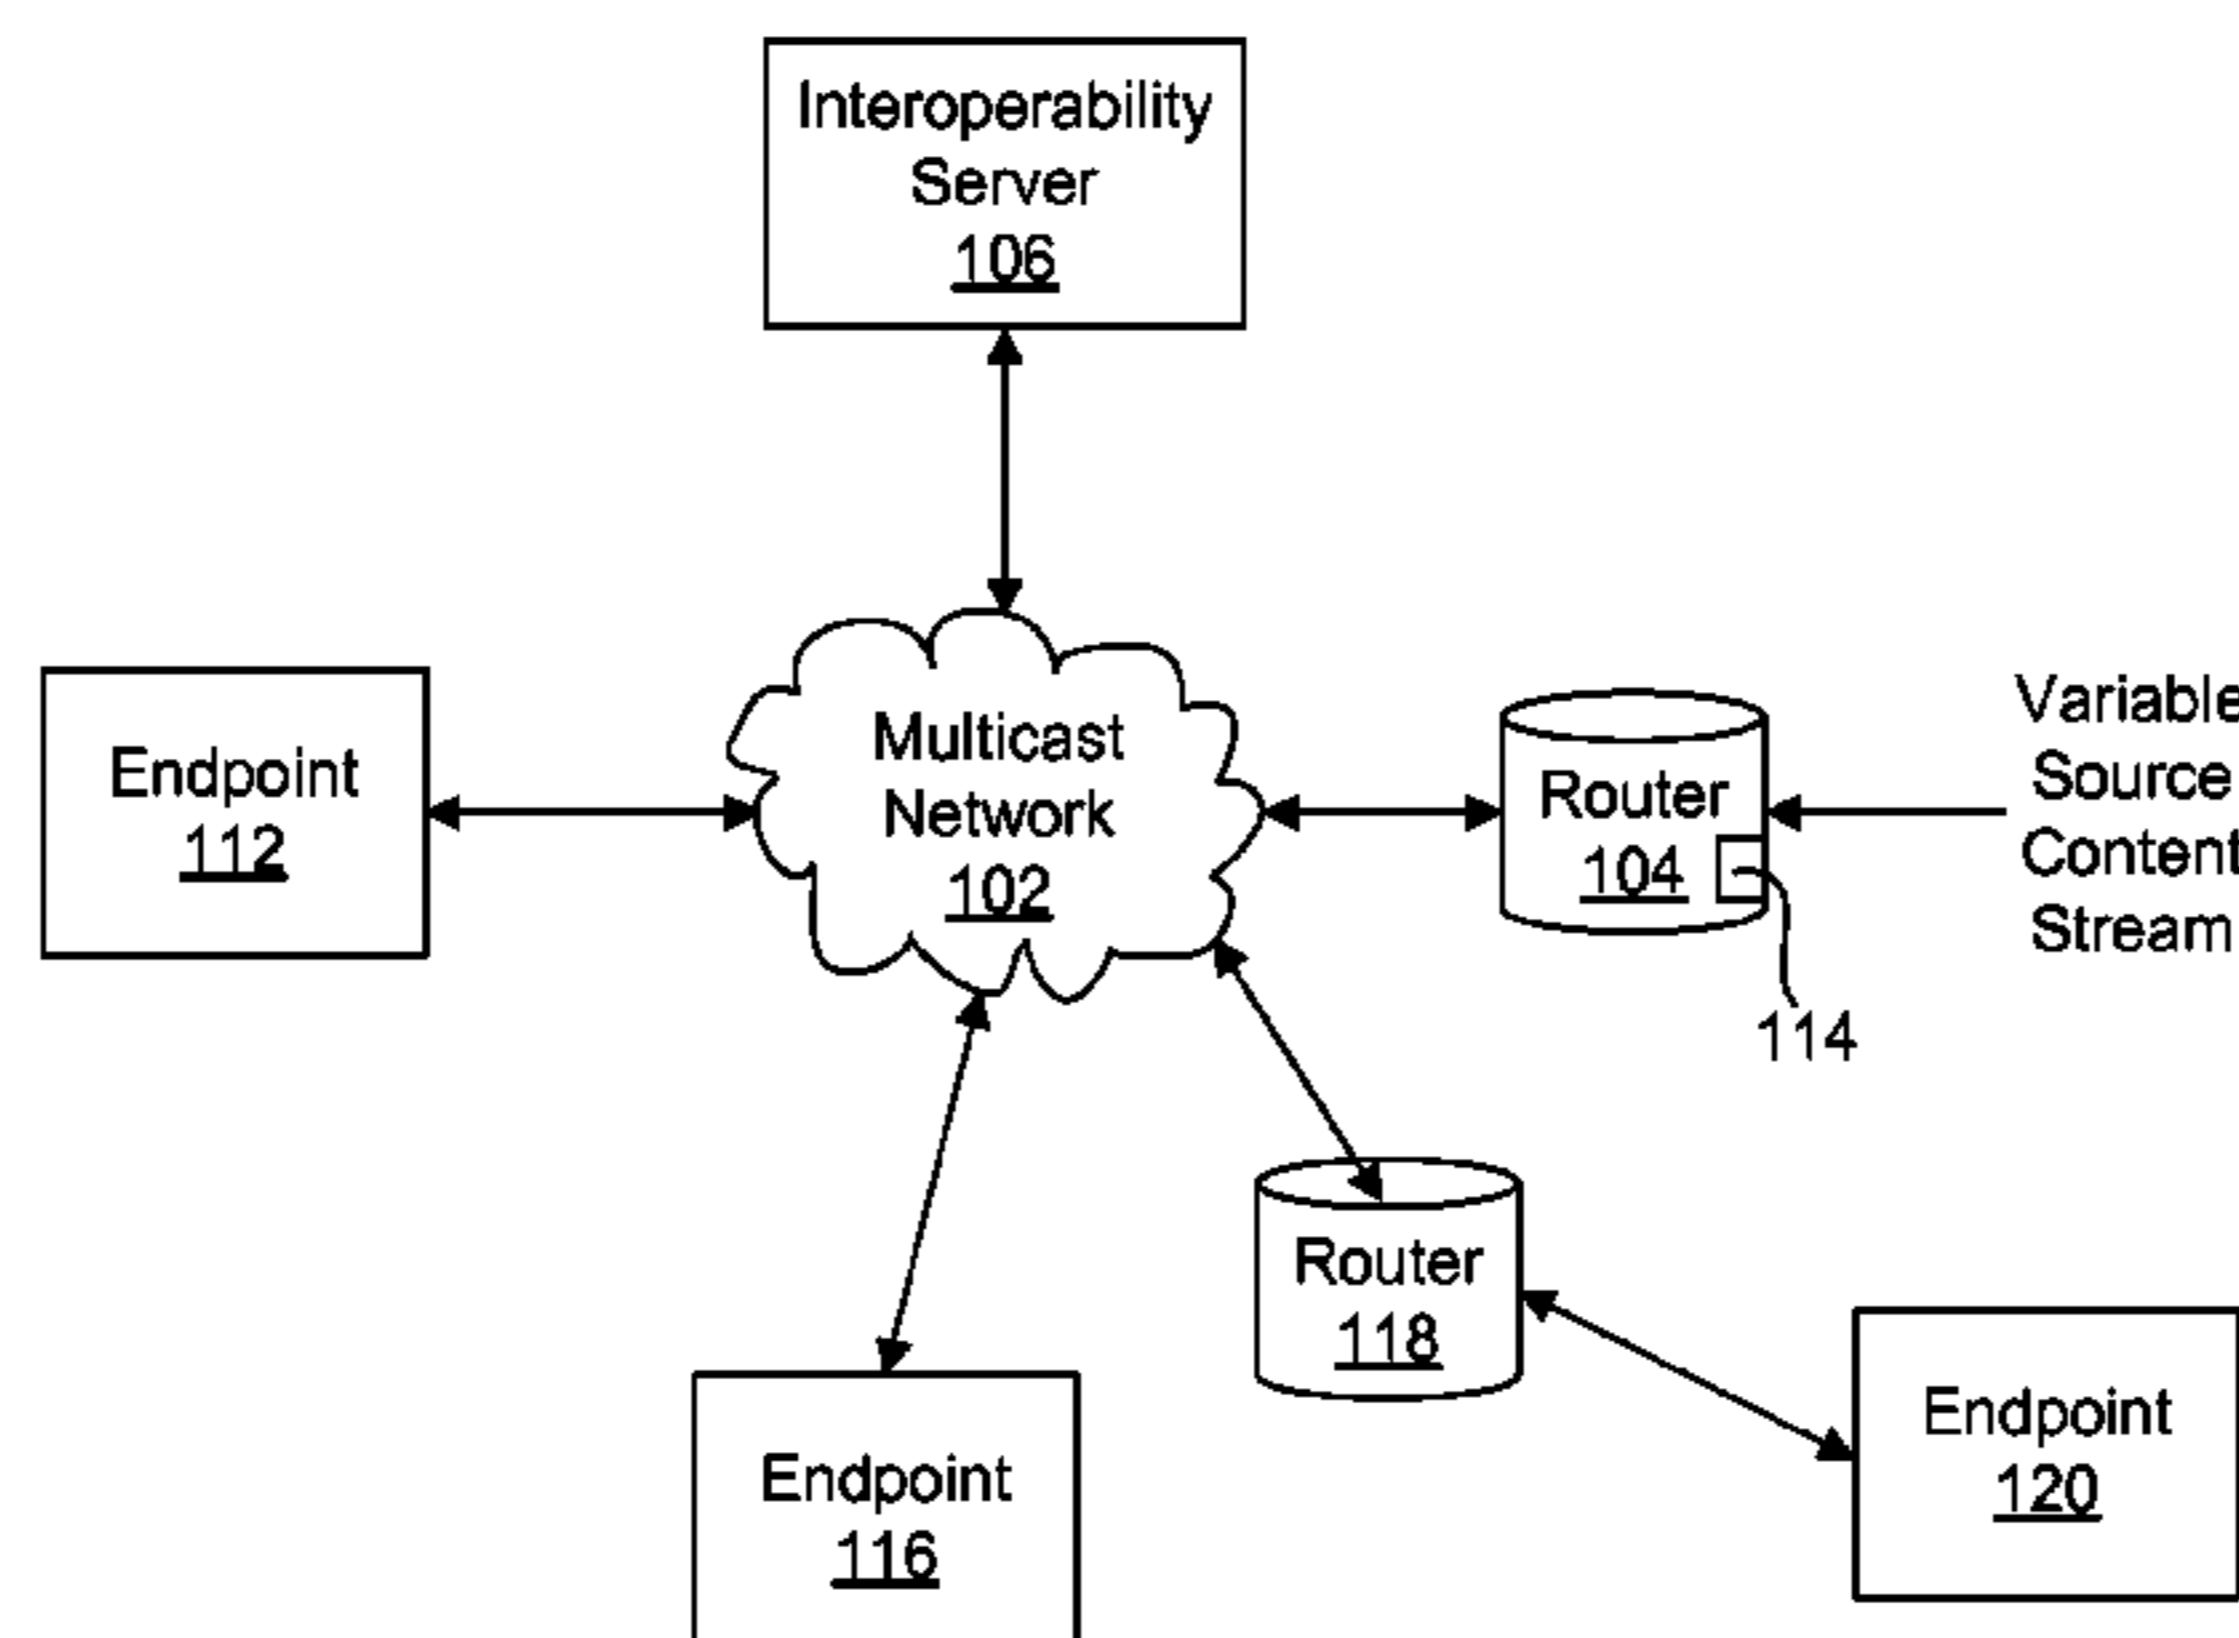 Interoperability
Server
106
Endpoint
112
Multicast
Network
102
Router
104
Variable
Source
Content
Stream
114
Router
118
Endpoint
116
Endpoint
120